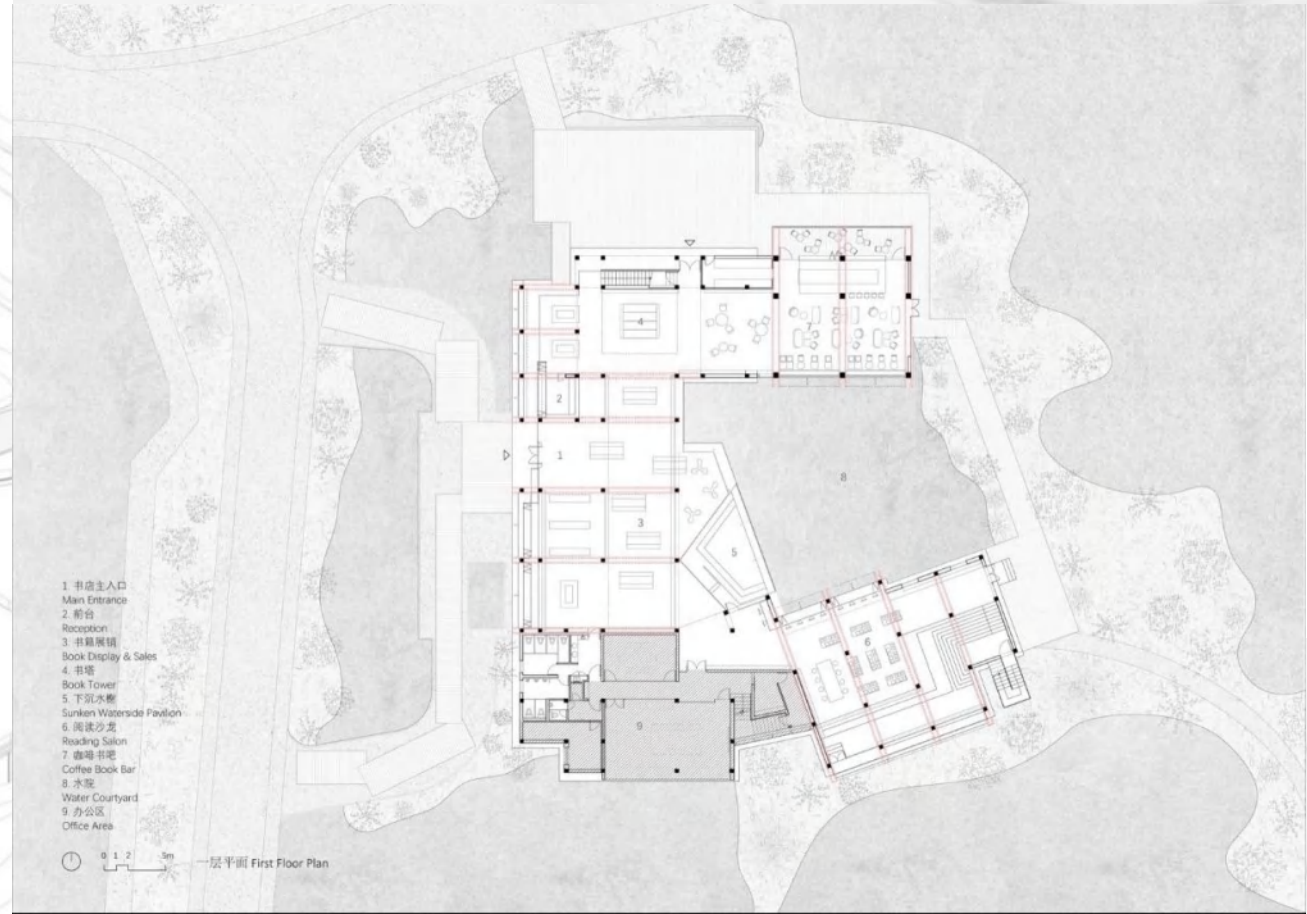 4
7
2
1
8
3
5
6
9
1. 书店主入口
Main Entrance
2. 前台
Reception
3. 书籍展销
Book Display & Sales
4. 书塔
Book Tower
5. 下沉水榭
Sunken Waterside Pavilion
6. 阅读沙龙
Reading Salon
7. 咖啡书吧
Coffee Book Bar
8. 水院
Water Courtyard
9. 办公区
Office Area
0 1 2 5m
一层平面 First Floor Plan